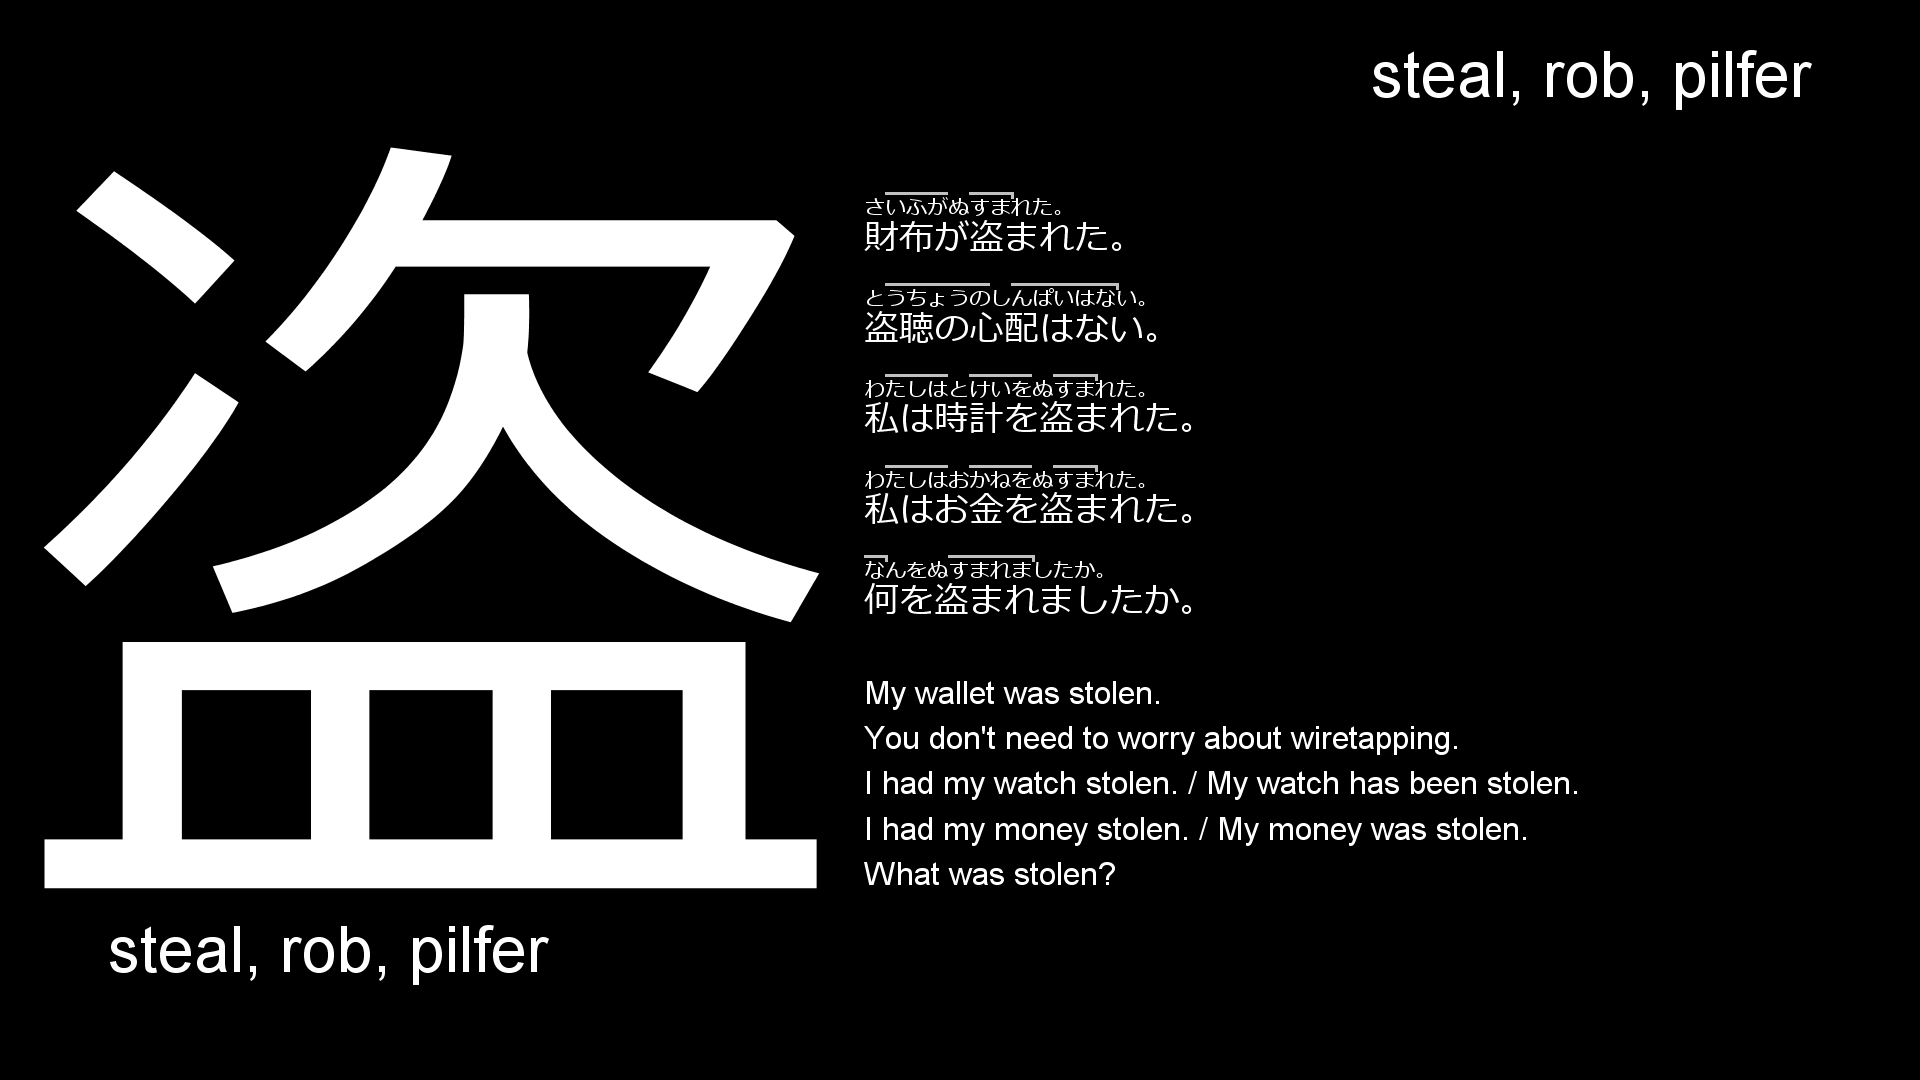 steal, rob, pilfer
盗
さいふがぬすまれた。
財布が盗まれた。
とうちょうのしんぱいはない。
盗聴の心配はない。
わたしはとけいをぬすまれた。
私は時計を盗まれた。
わたしはおかねをぬすまれた。
私はお金を盗まれた。
なんをぬすまれましたか。
何を盗まれましたか。
My wallet was stolen.
You don't need to worry about wiretapping.
I had my watch stolen. / My watch has been stolen.
I had my money stolen. / My money was stolen.
What was stolen?
steal, rob, pilfer